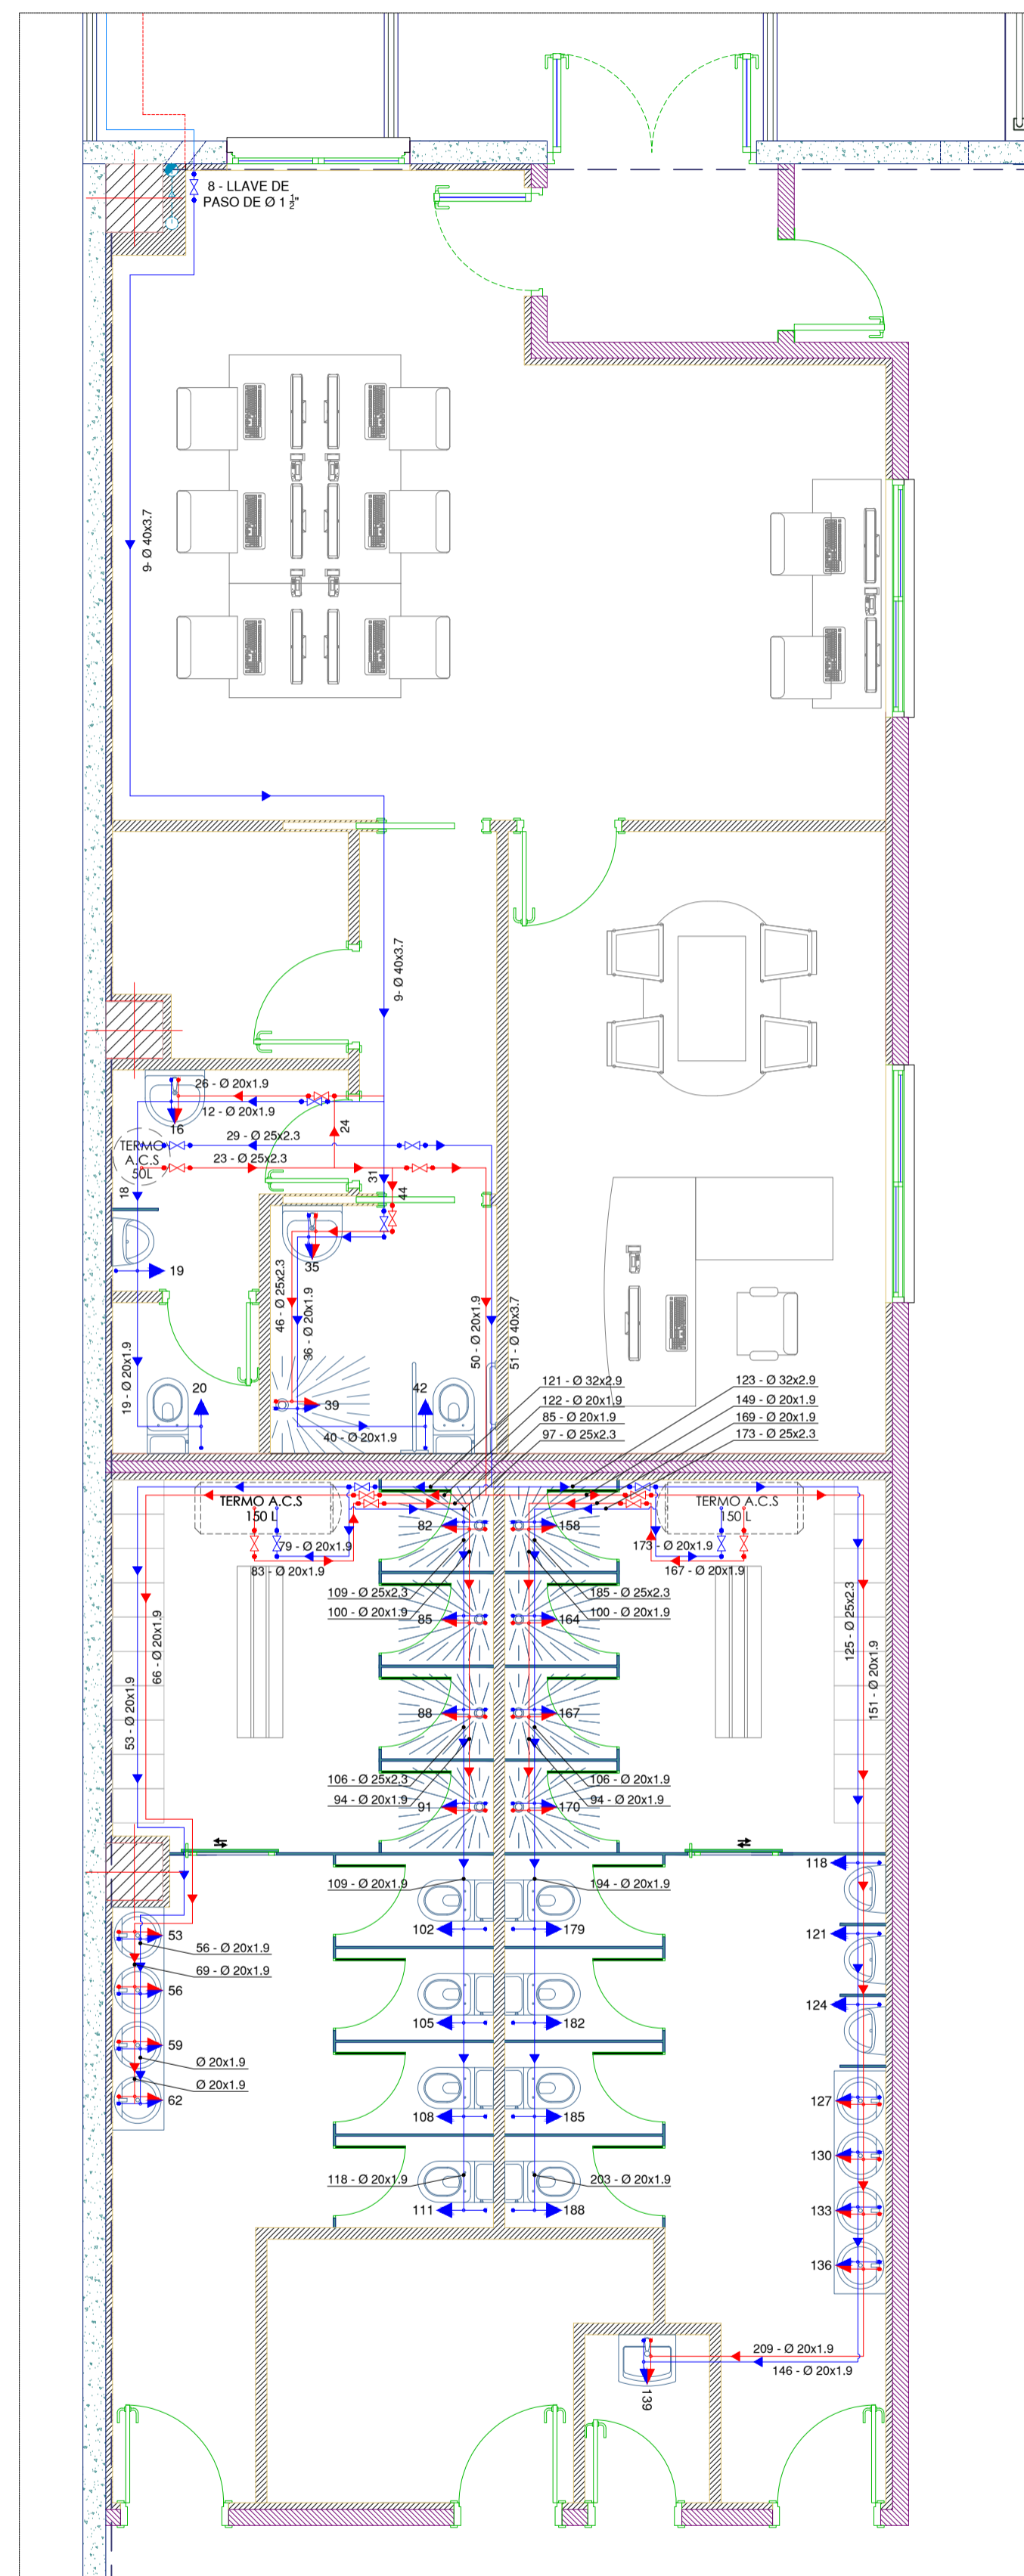 8 - LLAVE DE
PASO DE Ø 1 ½"
9- Ø 40x3.7
9- Ø 40x3.7
26 - Ø 20x1.9
12 - Ø 20x1.9
16
24
29 - Ø 25x2.3
TERMO
A.C.S
50L
23 - Ø 25x2.3
31
44
18
35
19
46 - Ø 25x2.3
36 - Ø 20x1.9
50 - Ø 20x1.9
51 - Ø 40x3.7
19 - Ø 20x1.9
20
42
39
40 - Ø 20x1.9
121 - Ø 32x2.9
122 - Ø 20x1.9
85 - Ø 20x1.9
97 - Ø 25x2.3
123 - Ø 32x2.9
149 - Ø 20x1.9
169 - Ø 20x1.9
173 - Ø 25x2.3
TERMO A.C.S
150 L
TERMO A.C.S
150 L
82
158
79 - Ø 20x1.9
83 - Ø 20x1.9
173 - Ø 20x1.9
167 - Ø 20x1.9
109 - Ø 25x2.3
100 - Ø 20x1.9
185 - Ø 25x2.3
100 - Ø 20x1.9
85
164
66 - Ø 20x1.9
53 - Ø 20x1.9
125 - Ø 25x2.3
151 - Ø 20x1.9
88
167
106 - Ø 25x2.3
94 - Ø 20x1.9
106 - Ø 20x1.9
94 - Ø 20x1.9
91
170
118
109 - Ø 20x1.9
194 - Ø 20x1.9
102
179
121
53
56 - Ø 20x1.9
69 - Ø 20x1.9
56
124
105
182
59
Ø 20x1.9
Ø 20x1.9
62
127
108
185
130
118 - Ø 20x1.9
203 - Ø 20x1.9
111
188
133
136
209 - Ø 20x1.9
146 - Ø 20x1.9
139